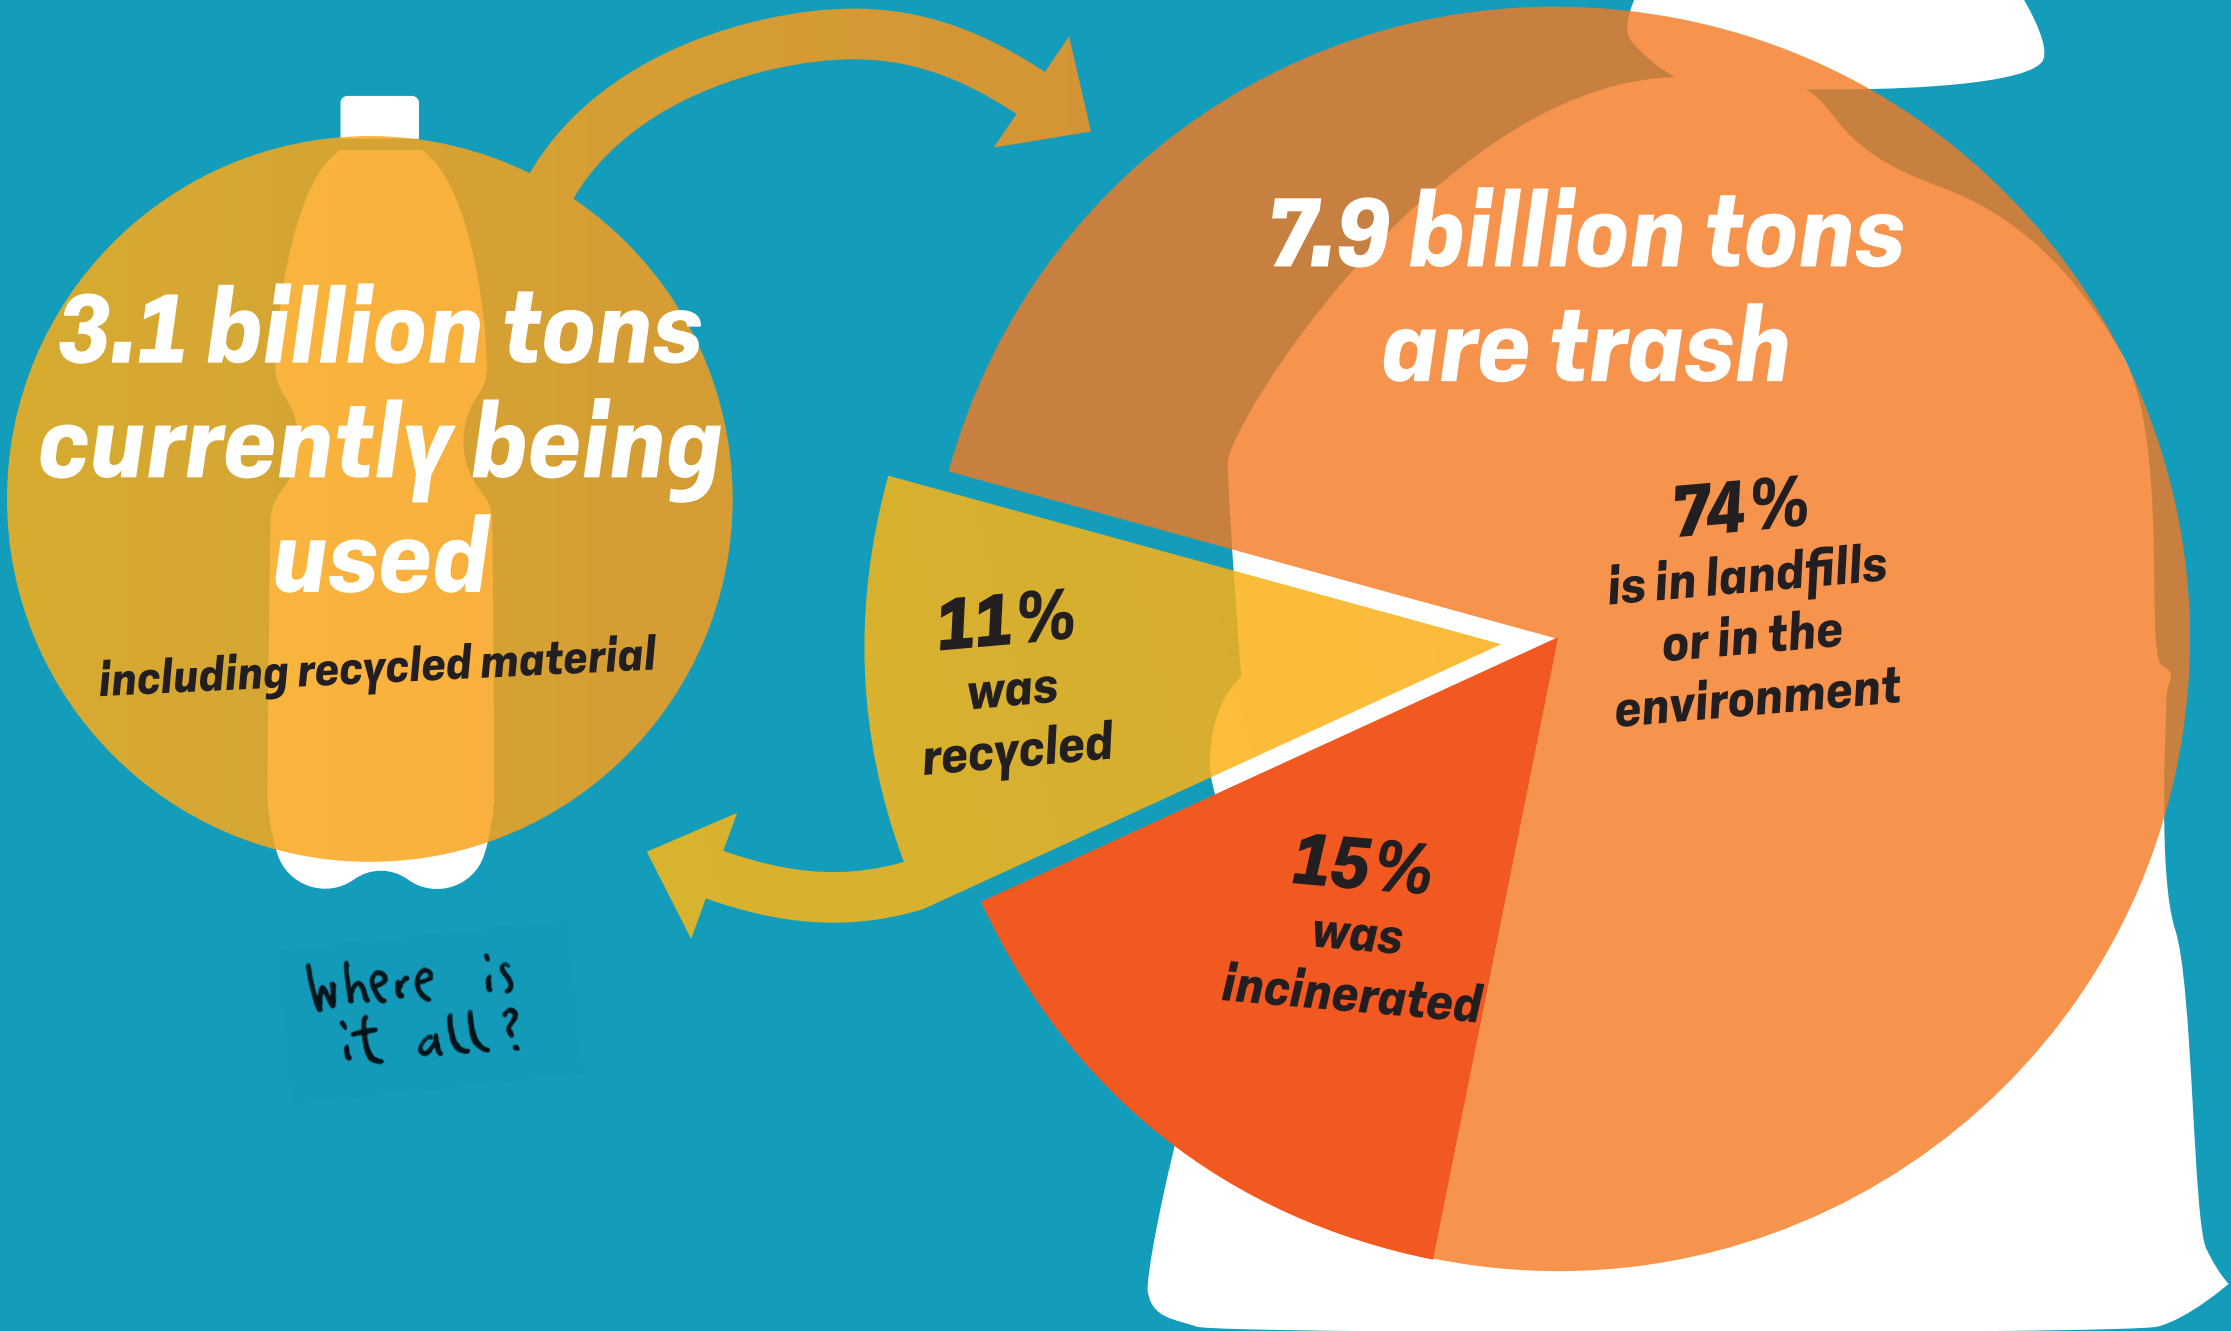 3.1 billion tons
currently being
used
including recycled material
Where is
it all?
7.9 billion tons
are trash
74%
is in landfills
or in the
environment
11%
was
recycled
15%
was
incinerated